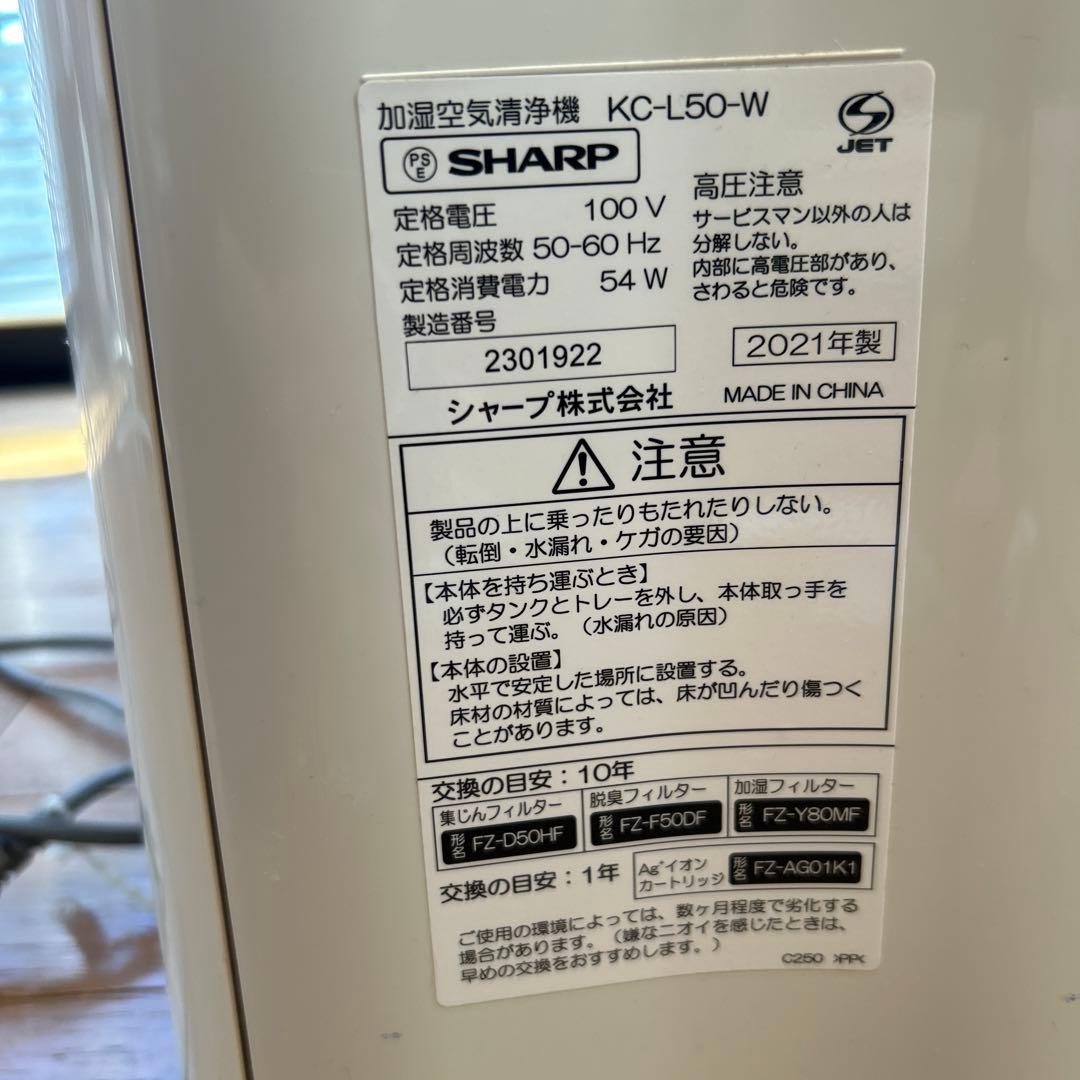 加湿空気清浄機 KC-L50-W
JET
PSE SHARP
定格電圧 100 V
定格周波数 50-60 Hz
定格消費電力 54 W
高圧注意
サービスマン以外の人は
分解しない。
内部に高電圧部があり、
さわると危険です。
製造番号
2301922
2021年製
シャープ株式会社
MADE IN CHINA
注意
製品の上に乗ったりもたれたりしない。
（転倒・水漏れ・ケガの要因）
【本体を持ち運ぶとき】
必ずタンクとトレーを外し、本体取っ手を
持って運ぶ。（水漏れの原因）
【本体の設置】
水平で安定した場所に設置する。
床材の材質によっては、床が凹んだり傷つく
ことがあります。
交換の目安：10年
集じんフィルター
形名 FZ-D50HF
脱臭フィルター
形名 FZ-F50DF
加湿フィルター
形名 FZ-Y80MF
交換の目安：1年
Ag⁺イオン
カートリッジ
形名 FZ-AG01K1
ご使用の環境によっては、数ヶ月程度で劣化する
場合があります。（嫌なニオイを感じたときは、
早めの交換をおすすめします。）
C250 >PP<